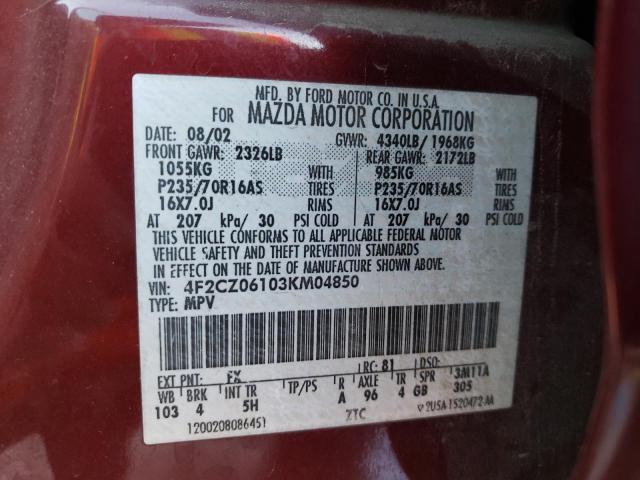 MFD. BY FORD MOTOR CO. IN U.S.A.
FOR MAZDA MOTOR CORPORATION
DATE: 08/02 GVWR: 4340LB/ 1968KG
FRONT GAWR: 2326LB REAR GAWR: 2172LB
1055KG WITH 985KG WITH
P235/70R16AS TIRES P235/70R16AS TIRES
16X7.0J RIMS 16X7.0J RIMS
AT 207 kPa/ 30 PSI COLD AT 207 kPa/ 30 PSI COLD
THIS VEHICLE CONFORMS TO ALL APPLICABLE FEDERAL MOTOR
VEHICLE SAFETY AND THEFT PREVENTION STANDARDS
IN EFFECT ON THE DATE OF MANUFACTURE SHOWN ABOVE.
VIN: 4F2CZ06103KM04850
TYPE: MPV
EXT PNT: FX RC: 81 DSO:
WB BRK INT TR TP/PS R AXLE TR SPR 3M11A
103 4 5H A 96 4 GB 305
1200208086451 ZTC